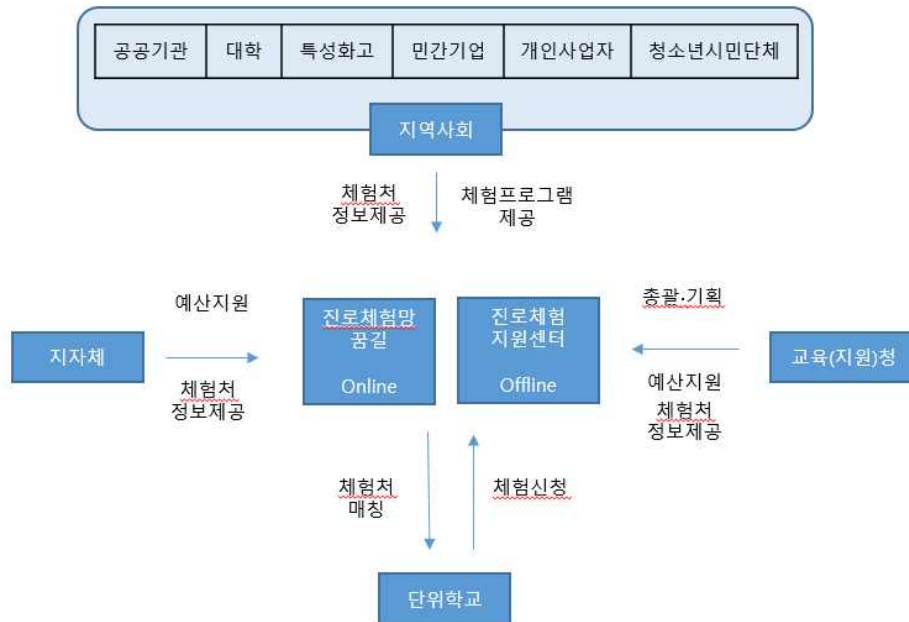 공공기관 대학 특성화고 민간기업 개인사업자 청소년시민단체
지역사회
체험처
정보제공
체험프로그램
제공
예산지원
총괄·기획
진로체험망
꿈길
Online
진로체험
지원센터
Offline
지자체
교육(지원)청
체험처
정보제공
예산지원
체험처
정보제공
체험처
매칭
체험신청
단위학교